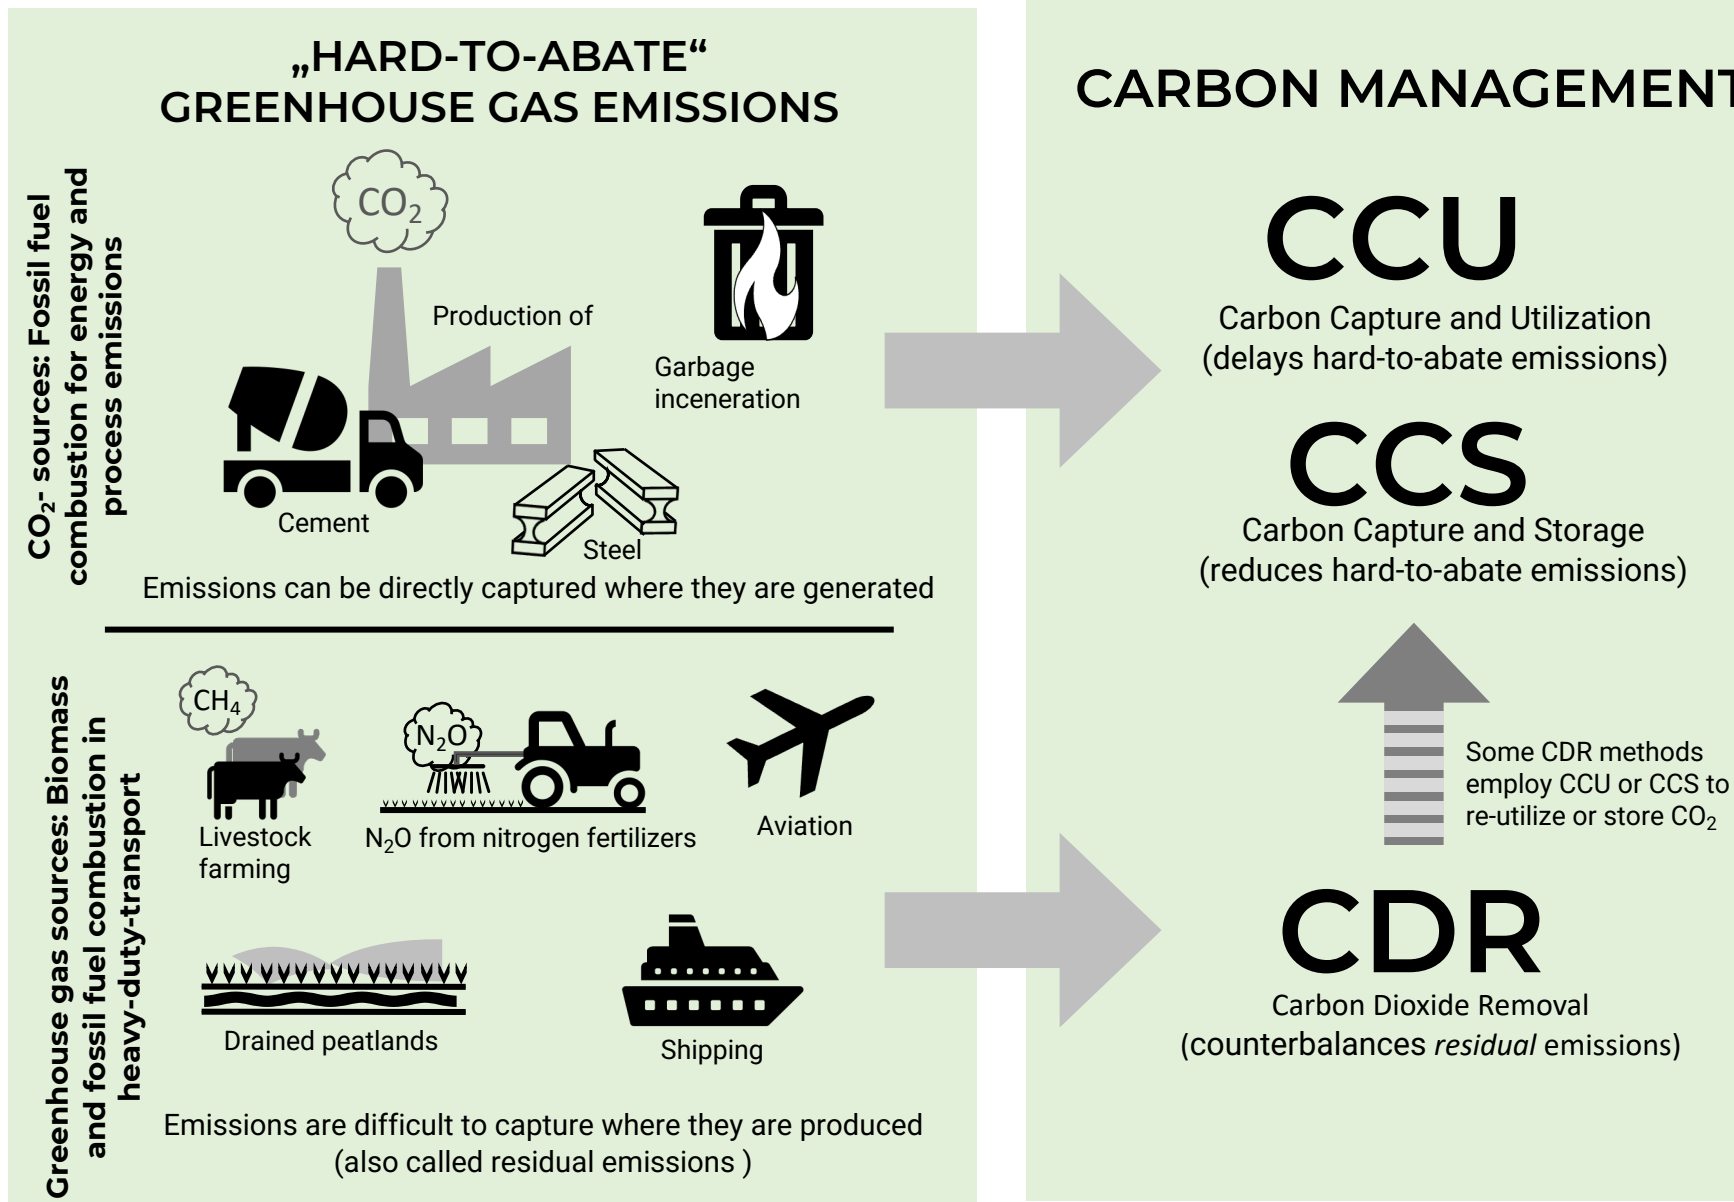 „HARD-TO-ABATE“
GREENHOUSE GAS EMISSIONS
CO₂- sources: Fossil fuel
combustion for energy and
process emissions
CO₂
Production of
Garbage
inceneration
Cement
Steel
Emissions can be directly captured where they are generated
Greenhouse gas sources: Biomass
and fossil fuel combustion in
heavy-duty-transport
CH₄
N₂O
Livestock
farming
N₂O from nitrogen fertilizers
Aviation
Drained peatlands
Shipping
Emissions are difficult to capture where they are produced
(also called residual emissions )
CARBON MANAGEMENT
CCU
Carbon Capture and Utilization
(delays hard-to-abate emissions)
CCS
Carbon Capture and Storage
(reduces hard-to-abate emissions)
Some CDR methods
employ CCU or CCS to
re-utilize or store CO₂
CDR
Carbon Dioxide Removal
(counterbalances residual emissions)